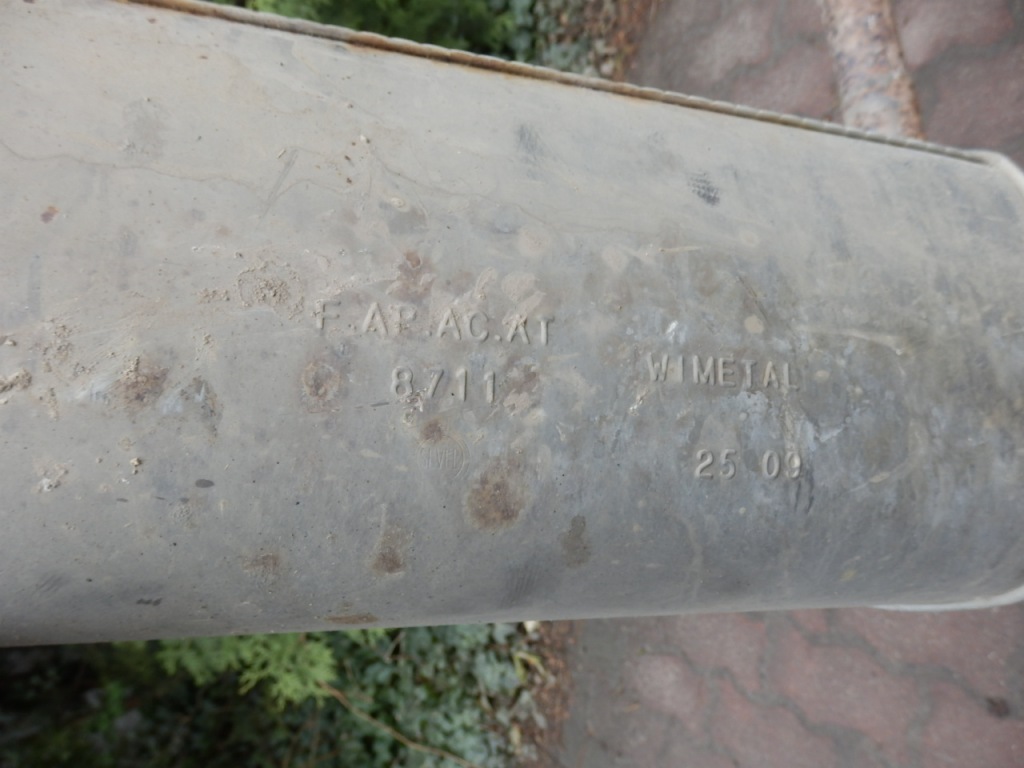 F.AP.AC.AT
8711
WIMETAL
25 09